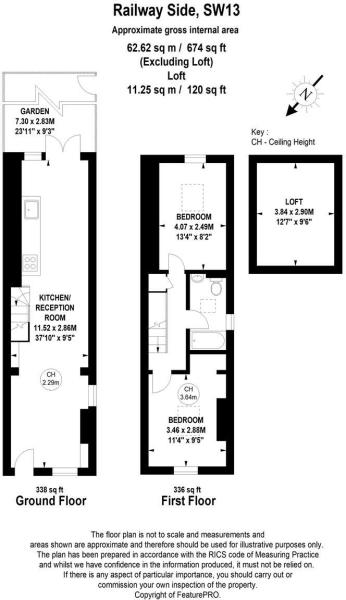 Railway Side, SW13
Approximate gross internal area
62.62 sq m / 674 sq ft
(Excluding Loft)
Loft
11.25 sq m / 120 sq ft
N
Key :
CH - Ceiling Height
GARDEN
7.30 x 2.83M
23'11" x 9'3"
BEDROOM
4.07 x 2.49M
13'4" x 8'2"
LOFT
3.84 x 2.90M
12'7" x 9'6"
KITCHEN/
RECEPTION
ROOM
11.52 x 2.86M
37'10" x 9'5"
CH
2.29m
CH
3.64m
BEDROOM
3.46 x 2.88M
11'4" x 9'5"
338 sq ft
Ground Floor
336 sq ft
First Floor
The floor plan is not to scale and measurements and
areas shown are approximate and therefore should be used for illustrative purposes only.
The plan has been prepared in accordance with the RICS code of Measuring Practice
and whilst we have confidence in the information produced, it must not be relied on.
If there is any aspect of particular importance, you should carry out or
commission your own inspection of the property.
Copyright of FeaturePRO.